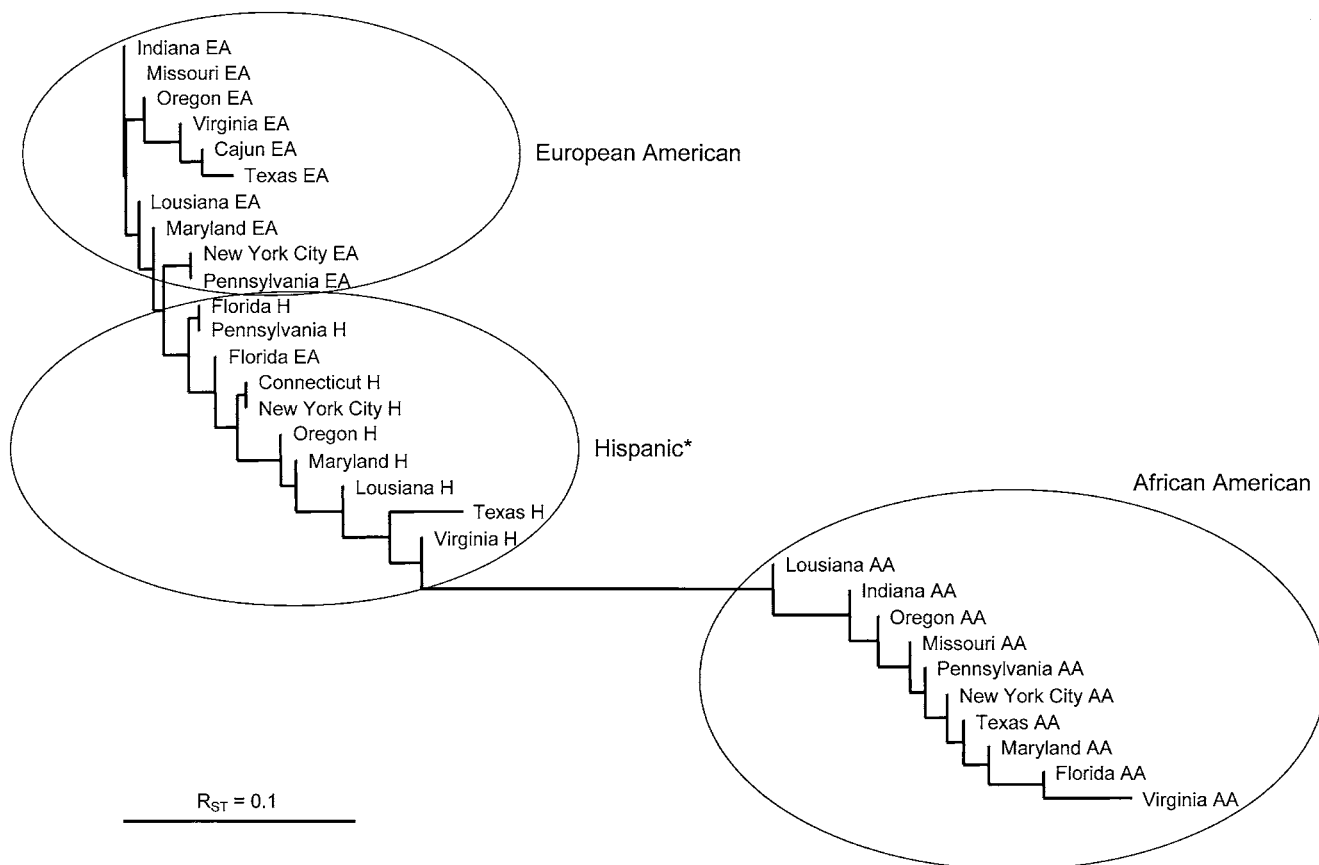 Indiana EA
Missouri EA
Oregon EA
Virginia EA
Cajun EA
Texas EA
European American
Lousiana EA
Maryland EA
New York City EA
Pennsylvania EA
Florida H
Pennsylvania H
Florida EA
Connecticut H
New York City H
Oregon H
Maryland H
Hispanic*
Lousiana H
Texas H
Virginia H
African American
Lousiana AA
Indiana AA
Oregon AA
Missouri AA
Pennsylvania AA
New York City AA
Texas AA
Maryland AA
Florida AA
Virginia AA
RST = 0.1